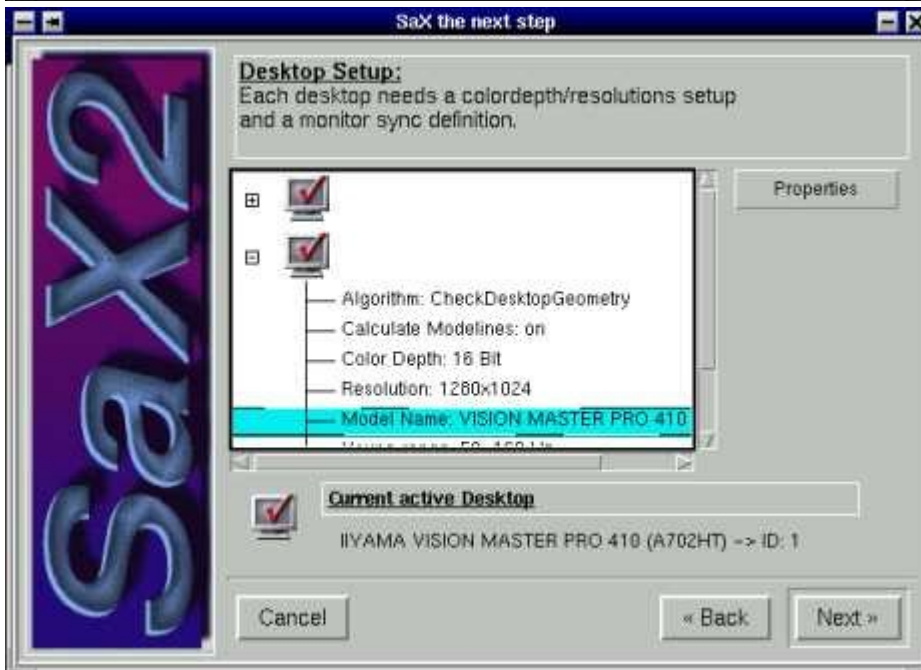 SaX the next step
SaX2
Desktop Setup:
Each desktop needs a colordepth/resolutions setup
and a monitor sync definition.
Properties
Algorithm: CheckDesktopGeometry
Calculate Modelines: on
Color Depth: 16 Bit
Resolution: 1280x1024
Model Name: VISION MASTER PRO 410
Current active Desktop
IIYAMA VISION MASTER PRO 410 (A702HT) => ID: 1
Cancel
« Back
Next »